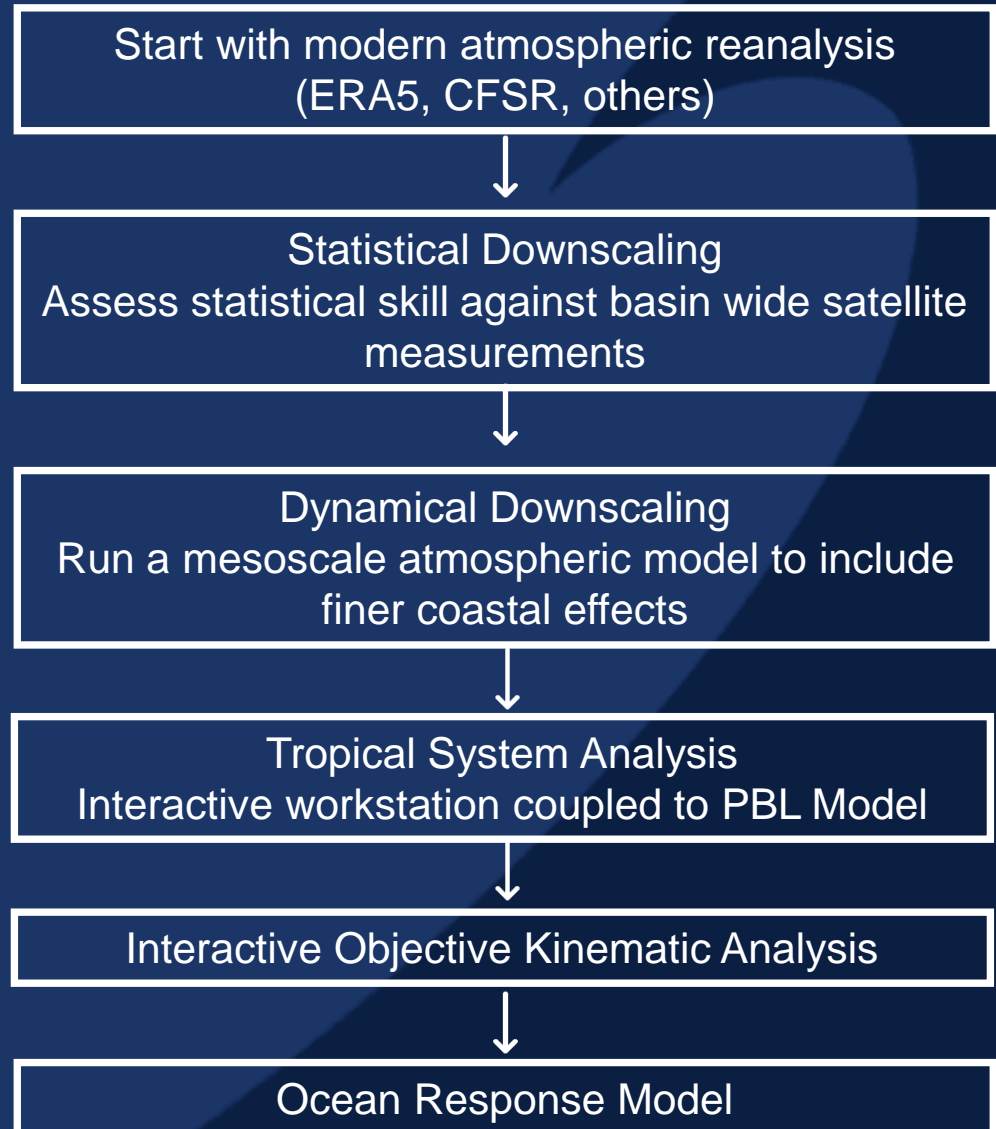 Start with modern atmospheric reanalysis
(ERA5, CFSR, others)
Statistical Downscaling
Assess statistical skill against basin wide satellite
measurements
Dynamical Downscaling
Run a mesoscale atmospheric model to include
finer coastal effects
Tropical System Analysis
Interactive workstation coupled to PBL Model
Interactive Objective Kinematic Analysis
Ocean Response Model